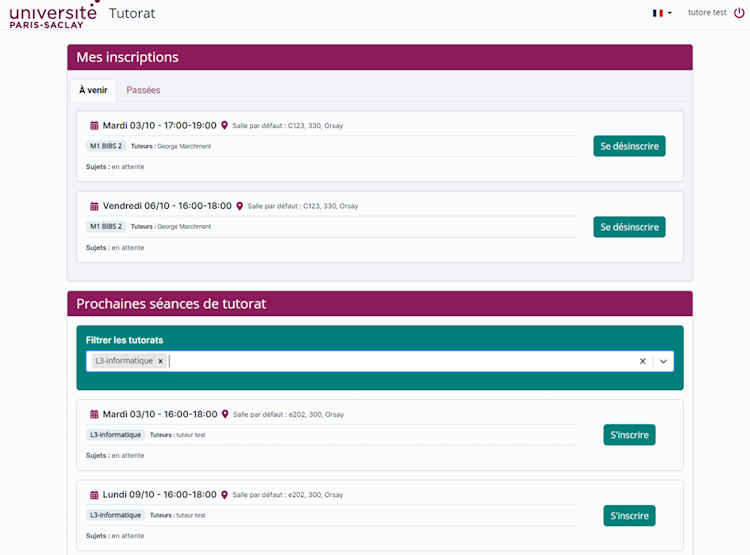 université
PARIS-SACLAY
Tutorat
tutore test
Mes inscriptions
À venir Passées
Mardi 03/10 - 17:00-19:00 Salle par défaut : C123, 330, Orsay
M1 BIBS 2 Tuteurs : George Marchment
Sujets : en attente
Se désinscrire
Vendredi 06/10 - 16:00-18:00 Salle par défaut : C123, 330, Orsay
M1 BIBS 2 Tuteurs : George Marchment
Sujets : en attente
Se désinscrire
Prochaines séances de tutorat
Filtrer les tutorats
L3-informatique x
Mardi 03/10 - 16:00-18:00 Salle par défaut : e202, 300, Orsay
L3-informatique Tuteurs : tuteur test
Sujets : en attente
S'inscrire
Lundi 09/10 - 16:00-18:00 Salle par défaut : e202, 300, Orsay
L3-informatique Tuteurs : tuteur test
Sujets : en attente
S'inscrire